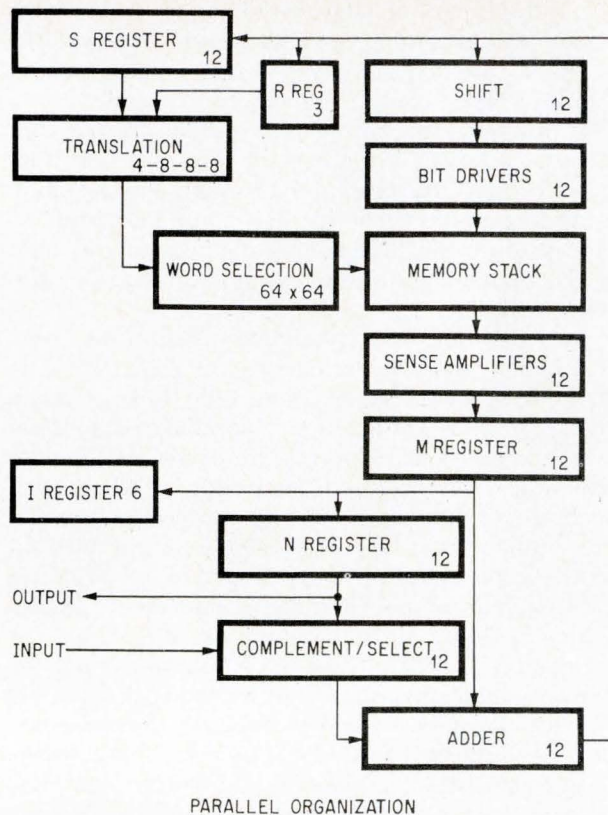 S REGISTER
12
R REG
3
SHIFT
12
TRANSLATION
4-8-8-8
BIT DRIVERS
12
WORD SELECTION
64 x 64
MEMORY STACK
SENSE AMPLIFIERS
12
M REGISTER
12
I REGISTER 6
N REGISTER
12
OUTPUT
INPUT
COMPLEMENT/SELECT
12
ADDER
12
PARALLEL ORGANIZATION